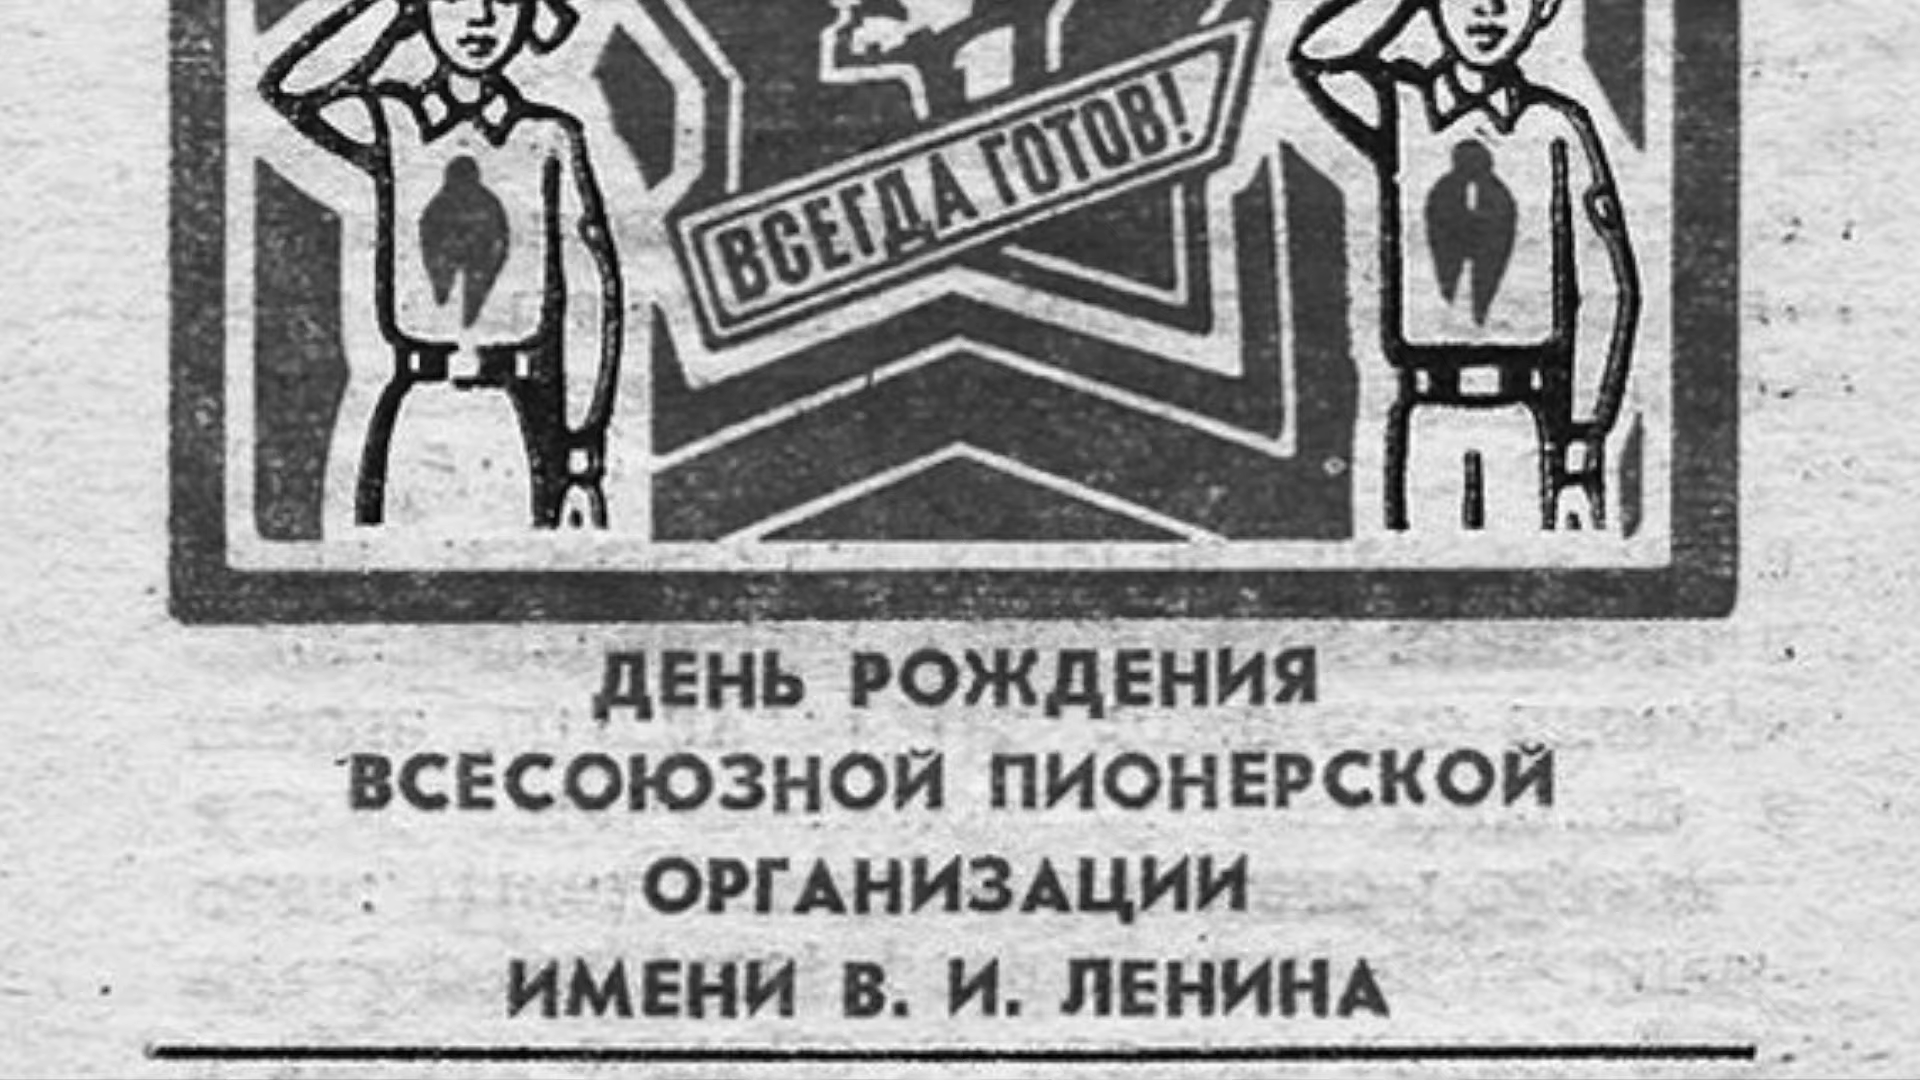 ВСЕГДА ГОТОВ!
ДЕНЬ РОЖДЕНИЯ
ВСЕСОЮЗНОЙ ПИОНЕРСКОЙ
ОРГАНИЗАЦИИ
ИМЕНИ В. И. ЛЕНИНА